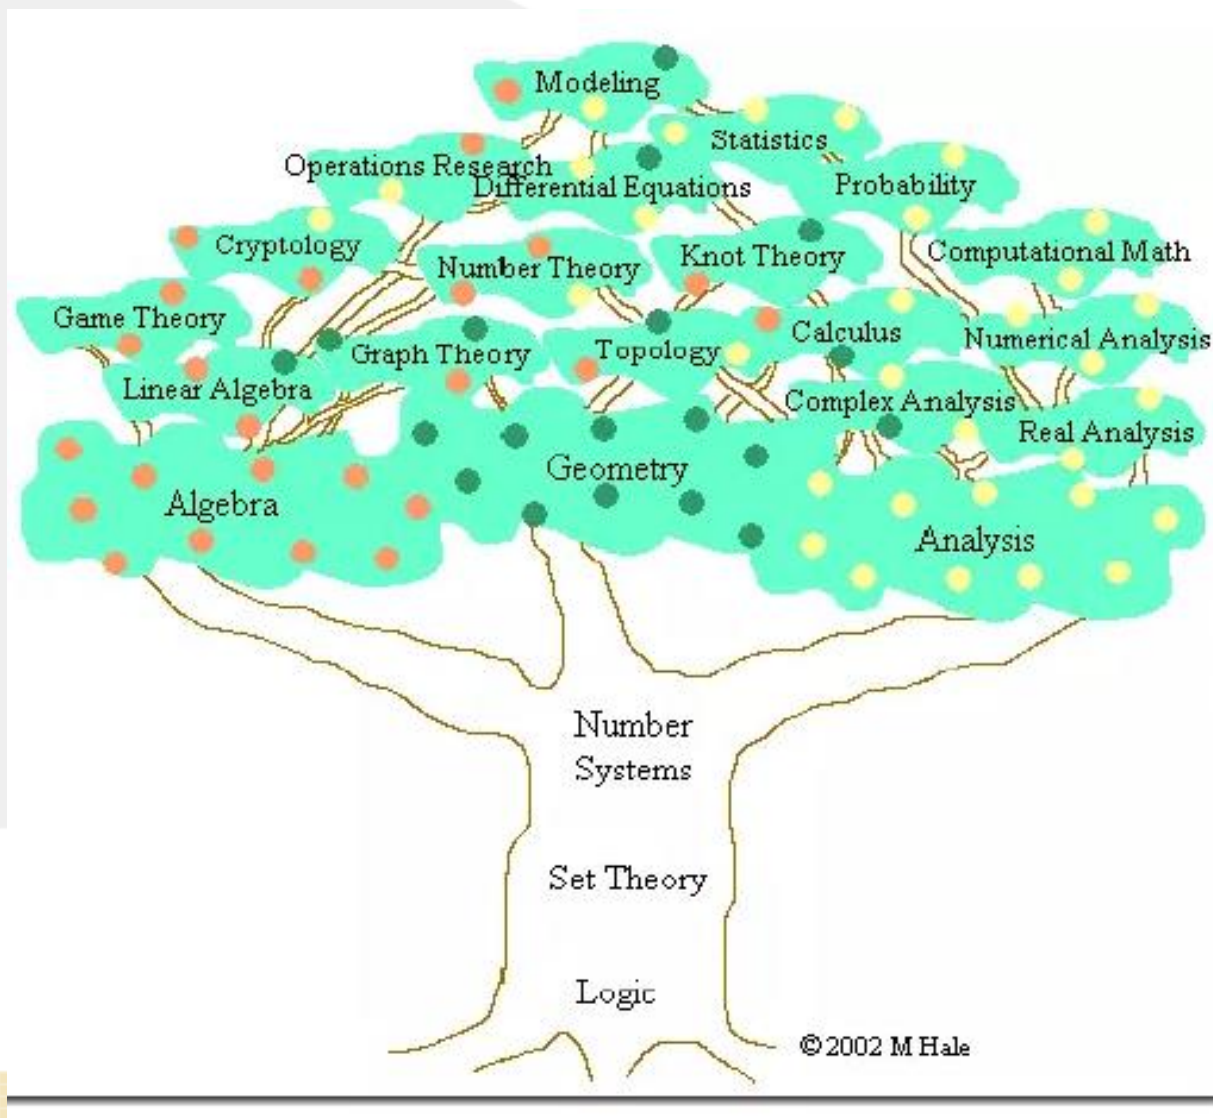 Modeling
Statistics
Operations Research
Differential Equations
Probability
Cryptology
Number Theory
Knot Theory
Computational Math
Game Theory
Graph Theory
Topology
Calculus
Numerical Analysis
Linear Algebra
Complex Analysis
Real Analysis
Algebra
Geometry
Analysis
Number
Systems
Set Theory
Logic
©2002 M Hale